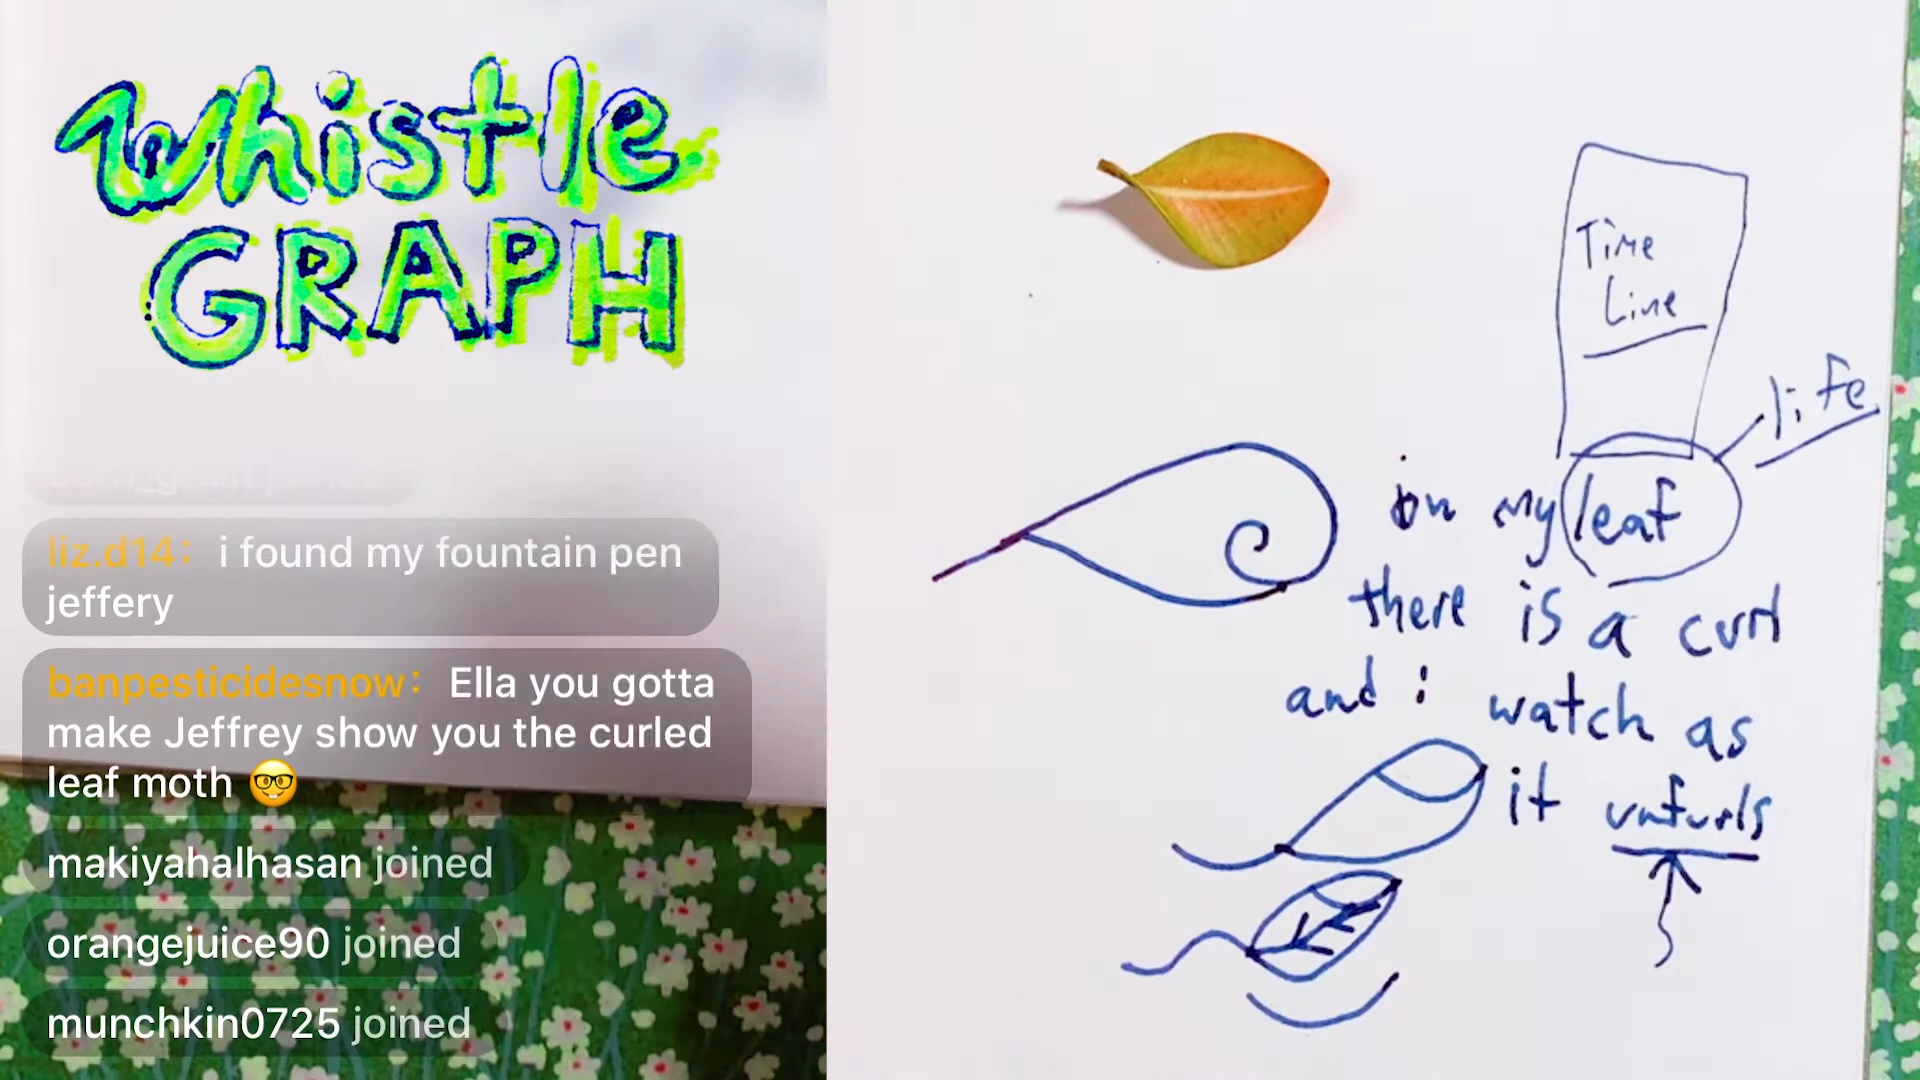 Whistle
GRAPH
liz.d14: i found my fountain pen
jeffery
banpesticidesnow: Ella you gotta
make Jeffrey show you the curled
leaf moth 🤓
makiyahalhasan joined
orangejuice90 joined
munchkin0725 joined
Time
Line
life
on my leaf
there is a curl
and i watch as
it unfurls